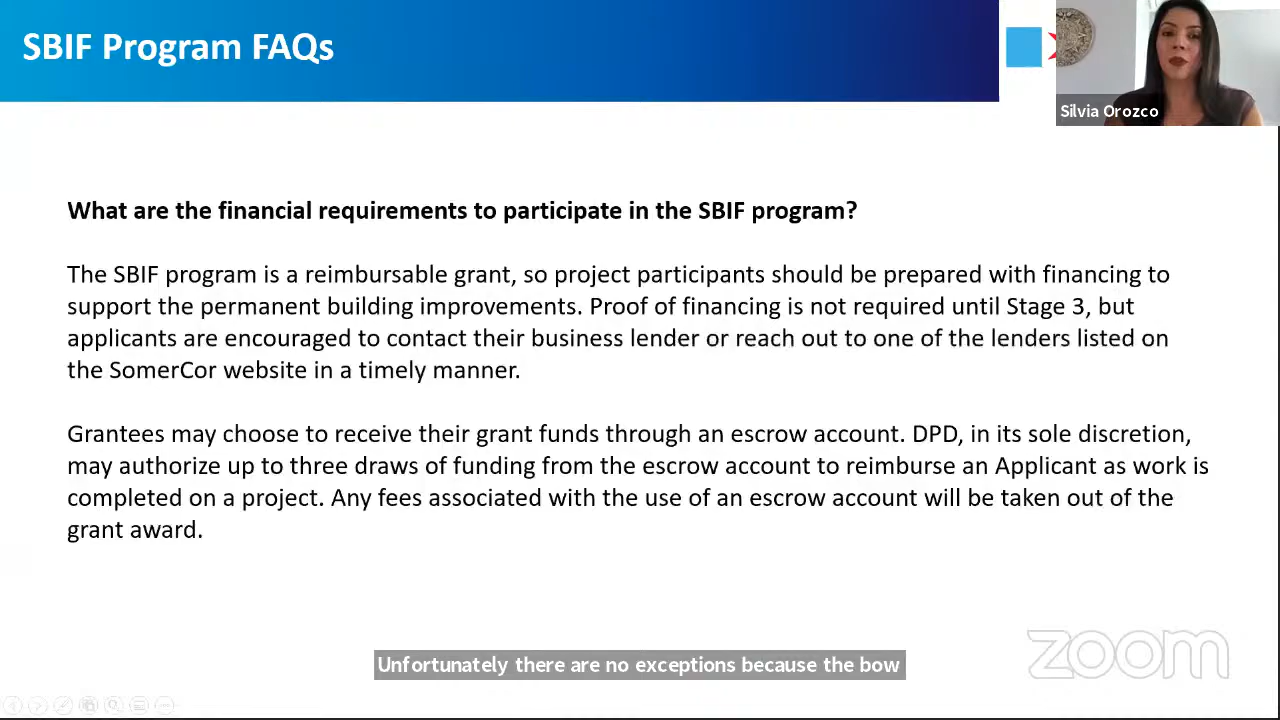 SBIF Program FAQs
Silvia Orozco
What are the financial requirements to participate in the SBIF program?
The SBIF program is a reimbursable grant, so project participants should be prepared with financing to
support the permanent building improvements. Proof of financing is not required until Stage 3, but
applicants are encouraged to contact their business lender or reach out to one of the lenders listed on
the SomerCor website in a timely manner.
Grantees may choose to receive their grant funds through an escrow account. DPD, in its sole discretion,
may authorize up to three draws of funding from the escrow account to reimburse an Applicant as work is
completed on a project. Any fees associated with the use of an escrow account will be taken out of the
grant award.
Unfortunately there are no exceptions because the bow
zoom